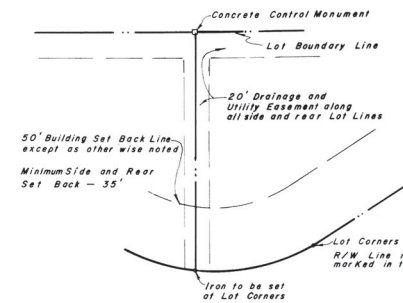 Concrete Control Monument
Lot Boundary Line
20' Drainage and
Utility Easement along
all side and rear Lot Lines
50' Building Set Back Line
except as other wise noted
Minimum Side and Rear
Set Back — 35'
Lot Corners
R/W Line
marked in
Iron to be set
at Lot Corners